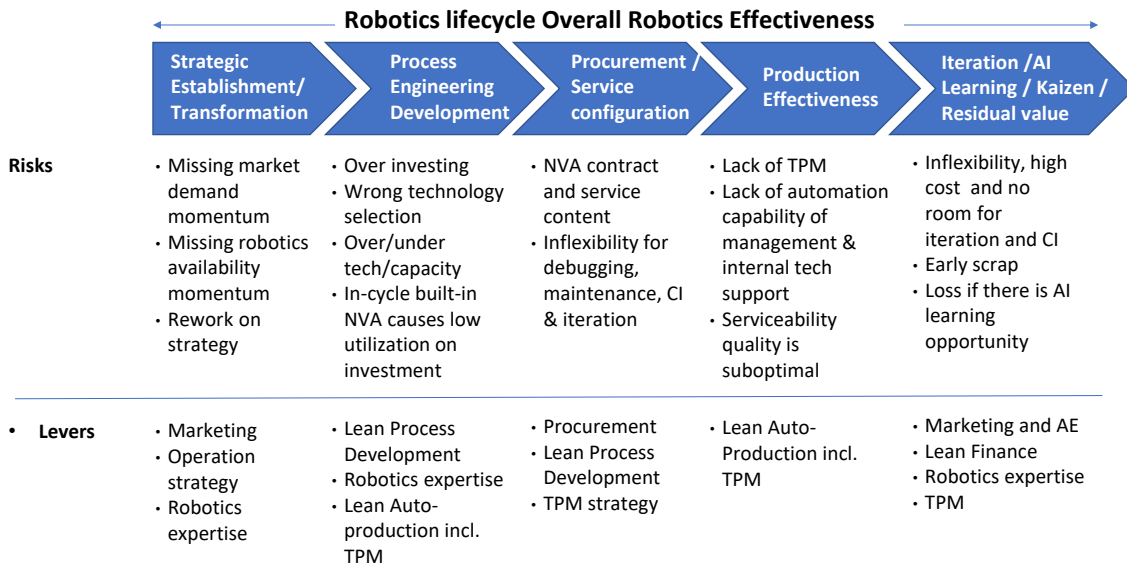 Robotics lifecycle Overall Robotics Effectiveness
Strategic
Establishment/
Transformation
Process
Engineering
Development
Procurement /
Service
configuration
Production
Effectiveness
Iteration /AI
Learning / Kaizen /
Residual value
Risks
• Missing market
demand
momentum
• Missing robotics
availability
momentum
• Rework on
strategy
• Over investing
• Wrong technology
selection
• Over/under
tech/capacity
• In-cycle built-in
NVA causes low
utilization on
investment
• NVA contract
and service
content
• Inflexibility for
debugging,
maintenance, CI
& iteration
• Lack of TPM
• Lack of automation
capability of
management &
internal tech
support
• Serviceability
quality is
suboptimal
• Inflexibility, high
cost and no
room for
iteration and CI
• Early scrap
• Loss if there is AI
learning
opportunity
• Levers
• Marketing
• Operation
strategy
• Robotics
expertise
• Lean Process
Development
• Robotics expertise
• Lean Auto-
production incl.
TPM
• Procurement
• Lean Process
Development
• TPM strategy
• Lean Auto-
Production incl.
TPM
• Marketing and AE
• Lean Finance
• Robotics expertise
• TPM